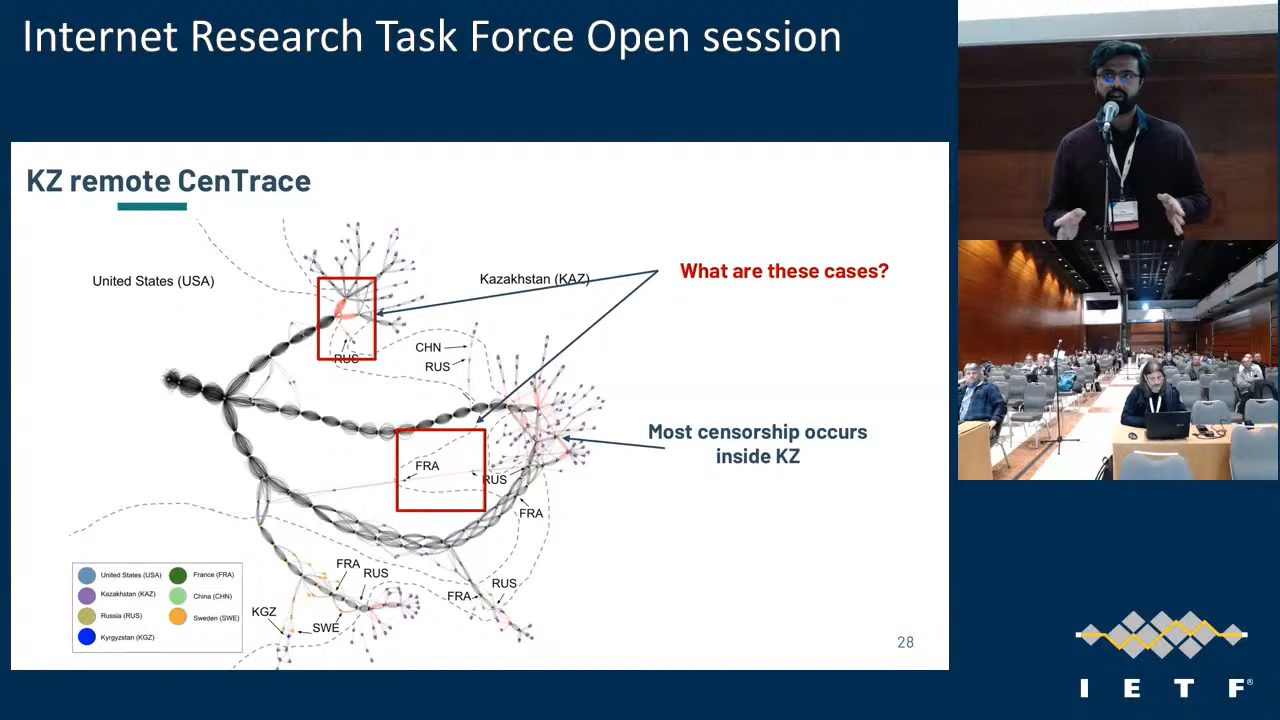 Internet Research Task Force Open session
KZ remote CenTrace
United States (USA)
Kazakhstan (KAZ)
What are these cases?
RUS
CHN
RUS
Most censorship occurs
inside KZ
FRA
RUS
FRA
FRA
RUS
RUS
FRA
KGZ
SWE
United States (USA)
France (FRA)
Kazakhstan (KAZ)
China (CHN)
Russia (RUS)
Sweden (SWE)
Kyrgyzstan (KGZ)
28
I E T F®